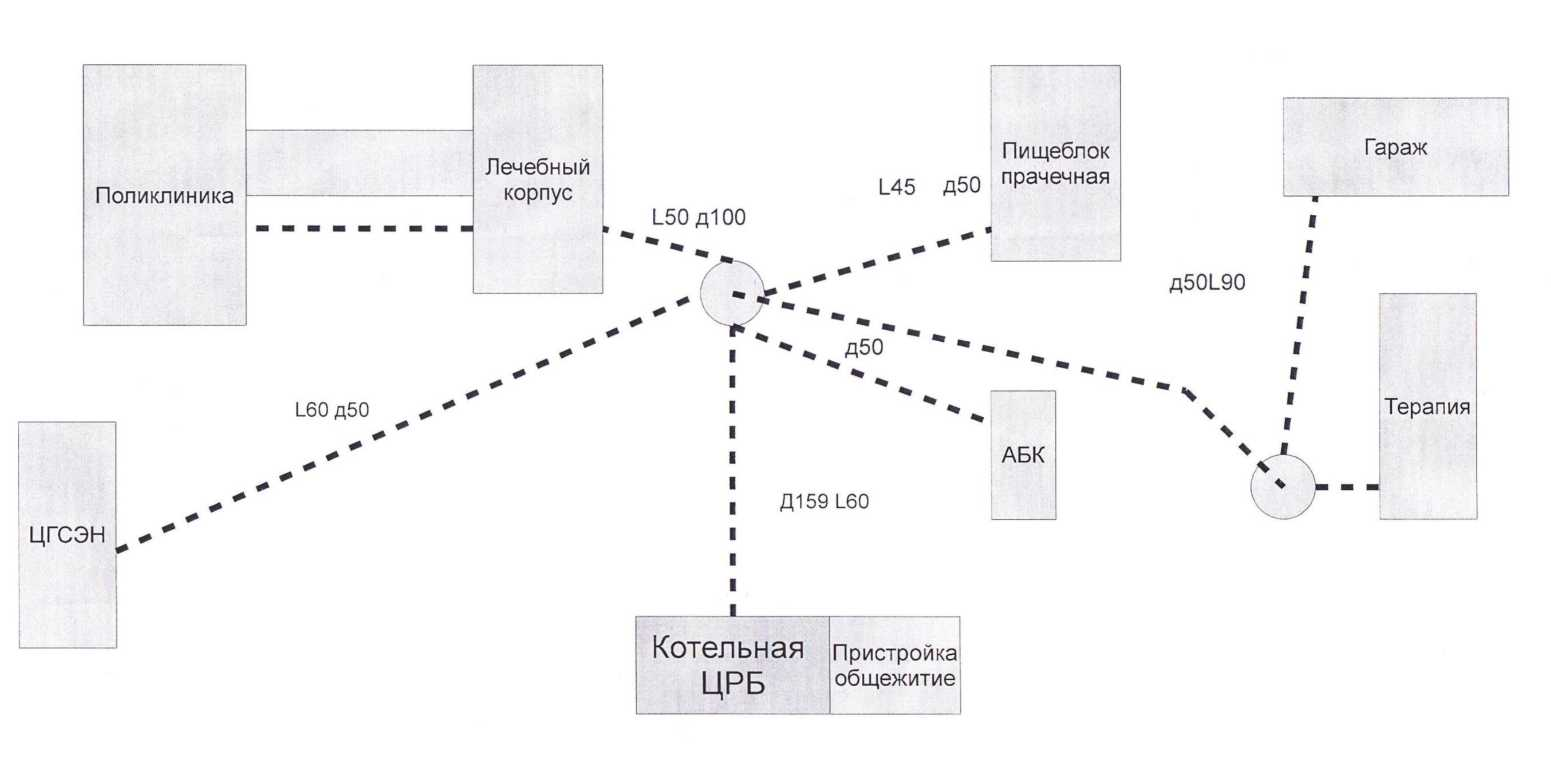 Поликлиника
Лечебный
корпус
L50 д100
L45 д50
Пищеблок
прачечная
Гараж
д50L90
д50
L60 д50
Терапия
АБК
ЦГСЭН
Д159 L60
Котельная
ЦРБ
Пристройка
общежитие